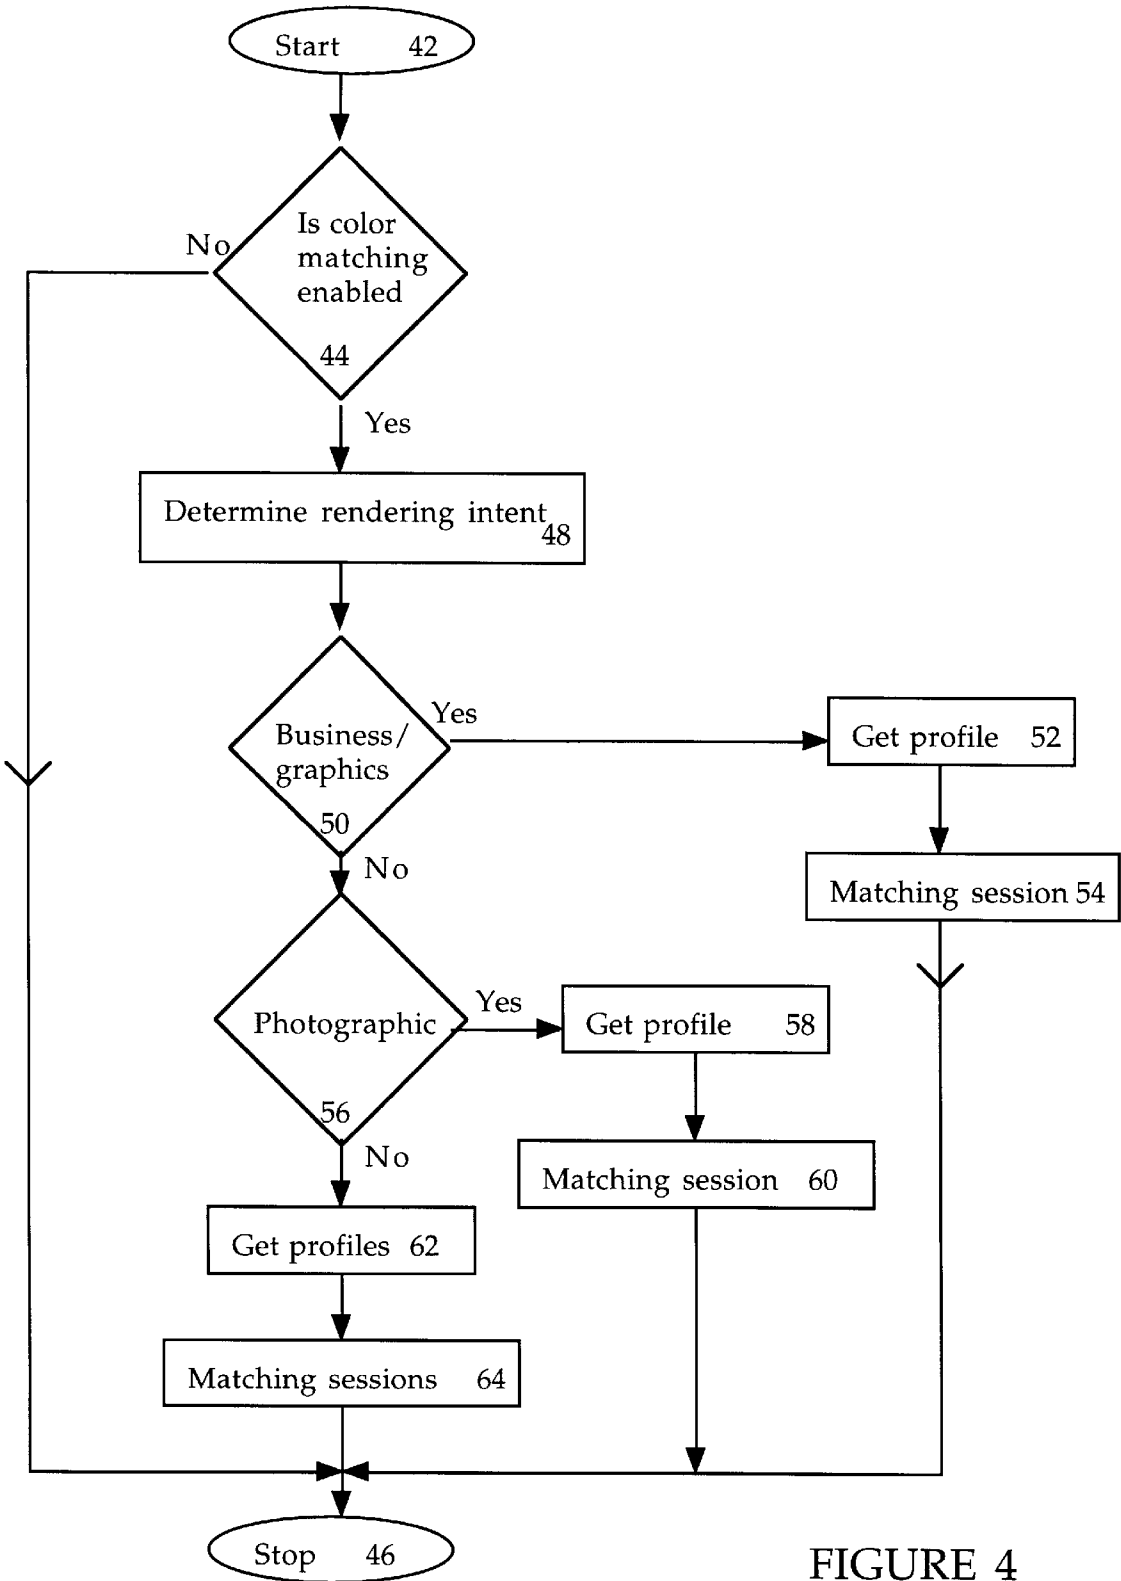 Start 42
Is color
matching
enabled
44
No
Yes
Determine rendering intent
48
Business/
graphics
50
Yes
No
Get profile 52
Matching session 54
Photographic
56
Yes
No
Get profile 58
Matching session 60
Get profiles 62
Matching sessions 64
Stop 46
FIGURE 4